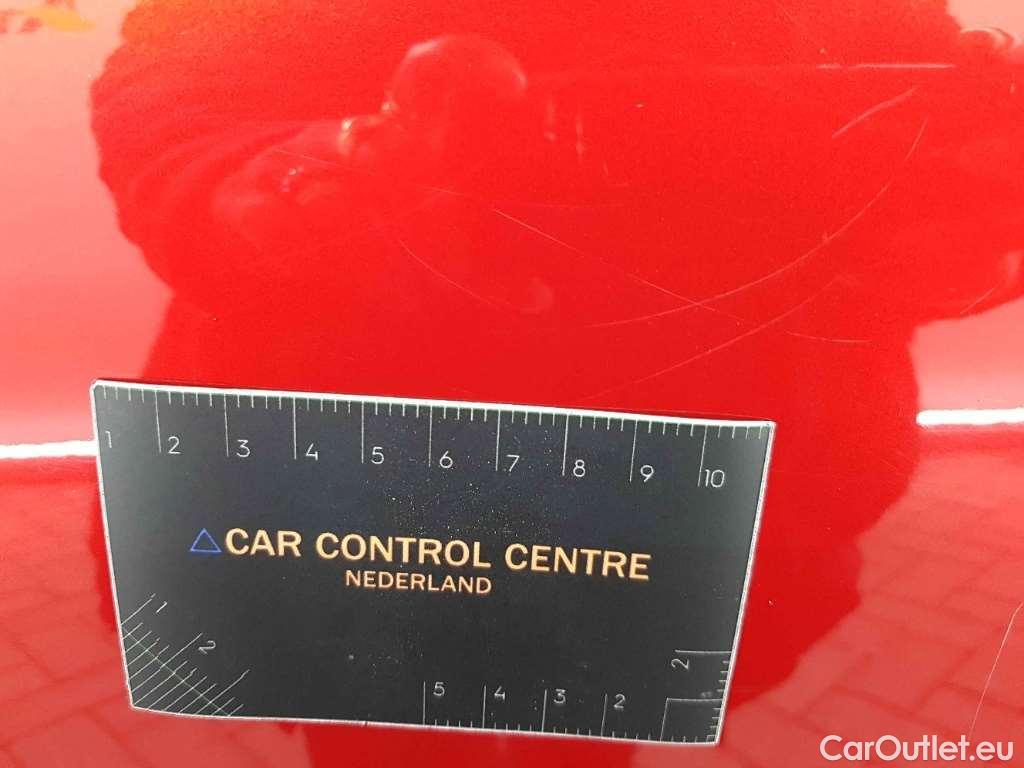 1 2 3 4 5 6 7 8 9 10
CAR CONTROL CENTRE
NEDERLAND
1 2
5 4 3 2 2
CarOutlet.eu